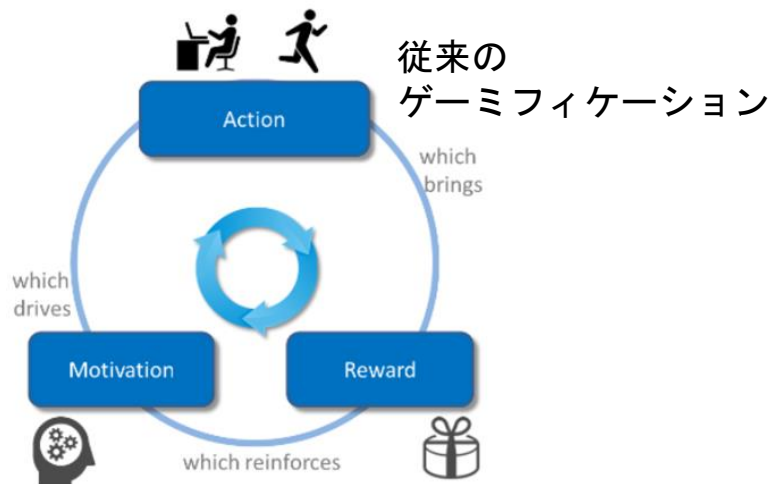 従来の
ゲーミフィケーション
Action
which
brings
which
drives
Motivation
Reward
which reinforces